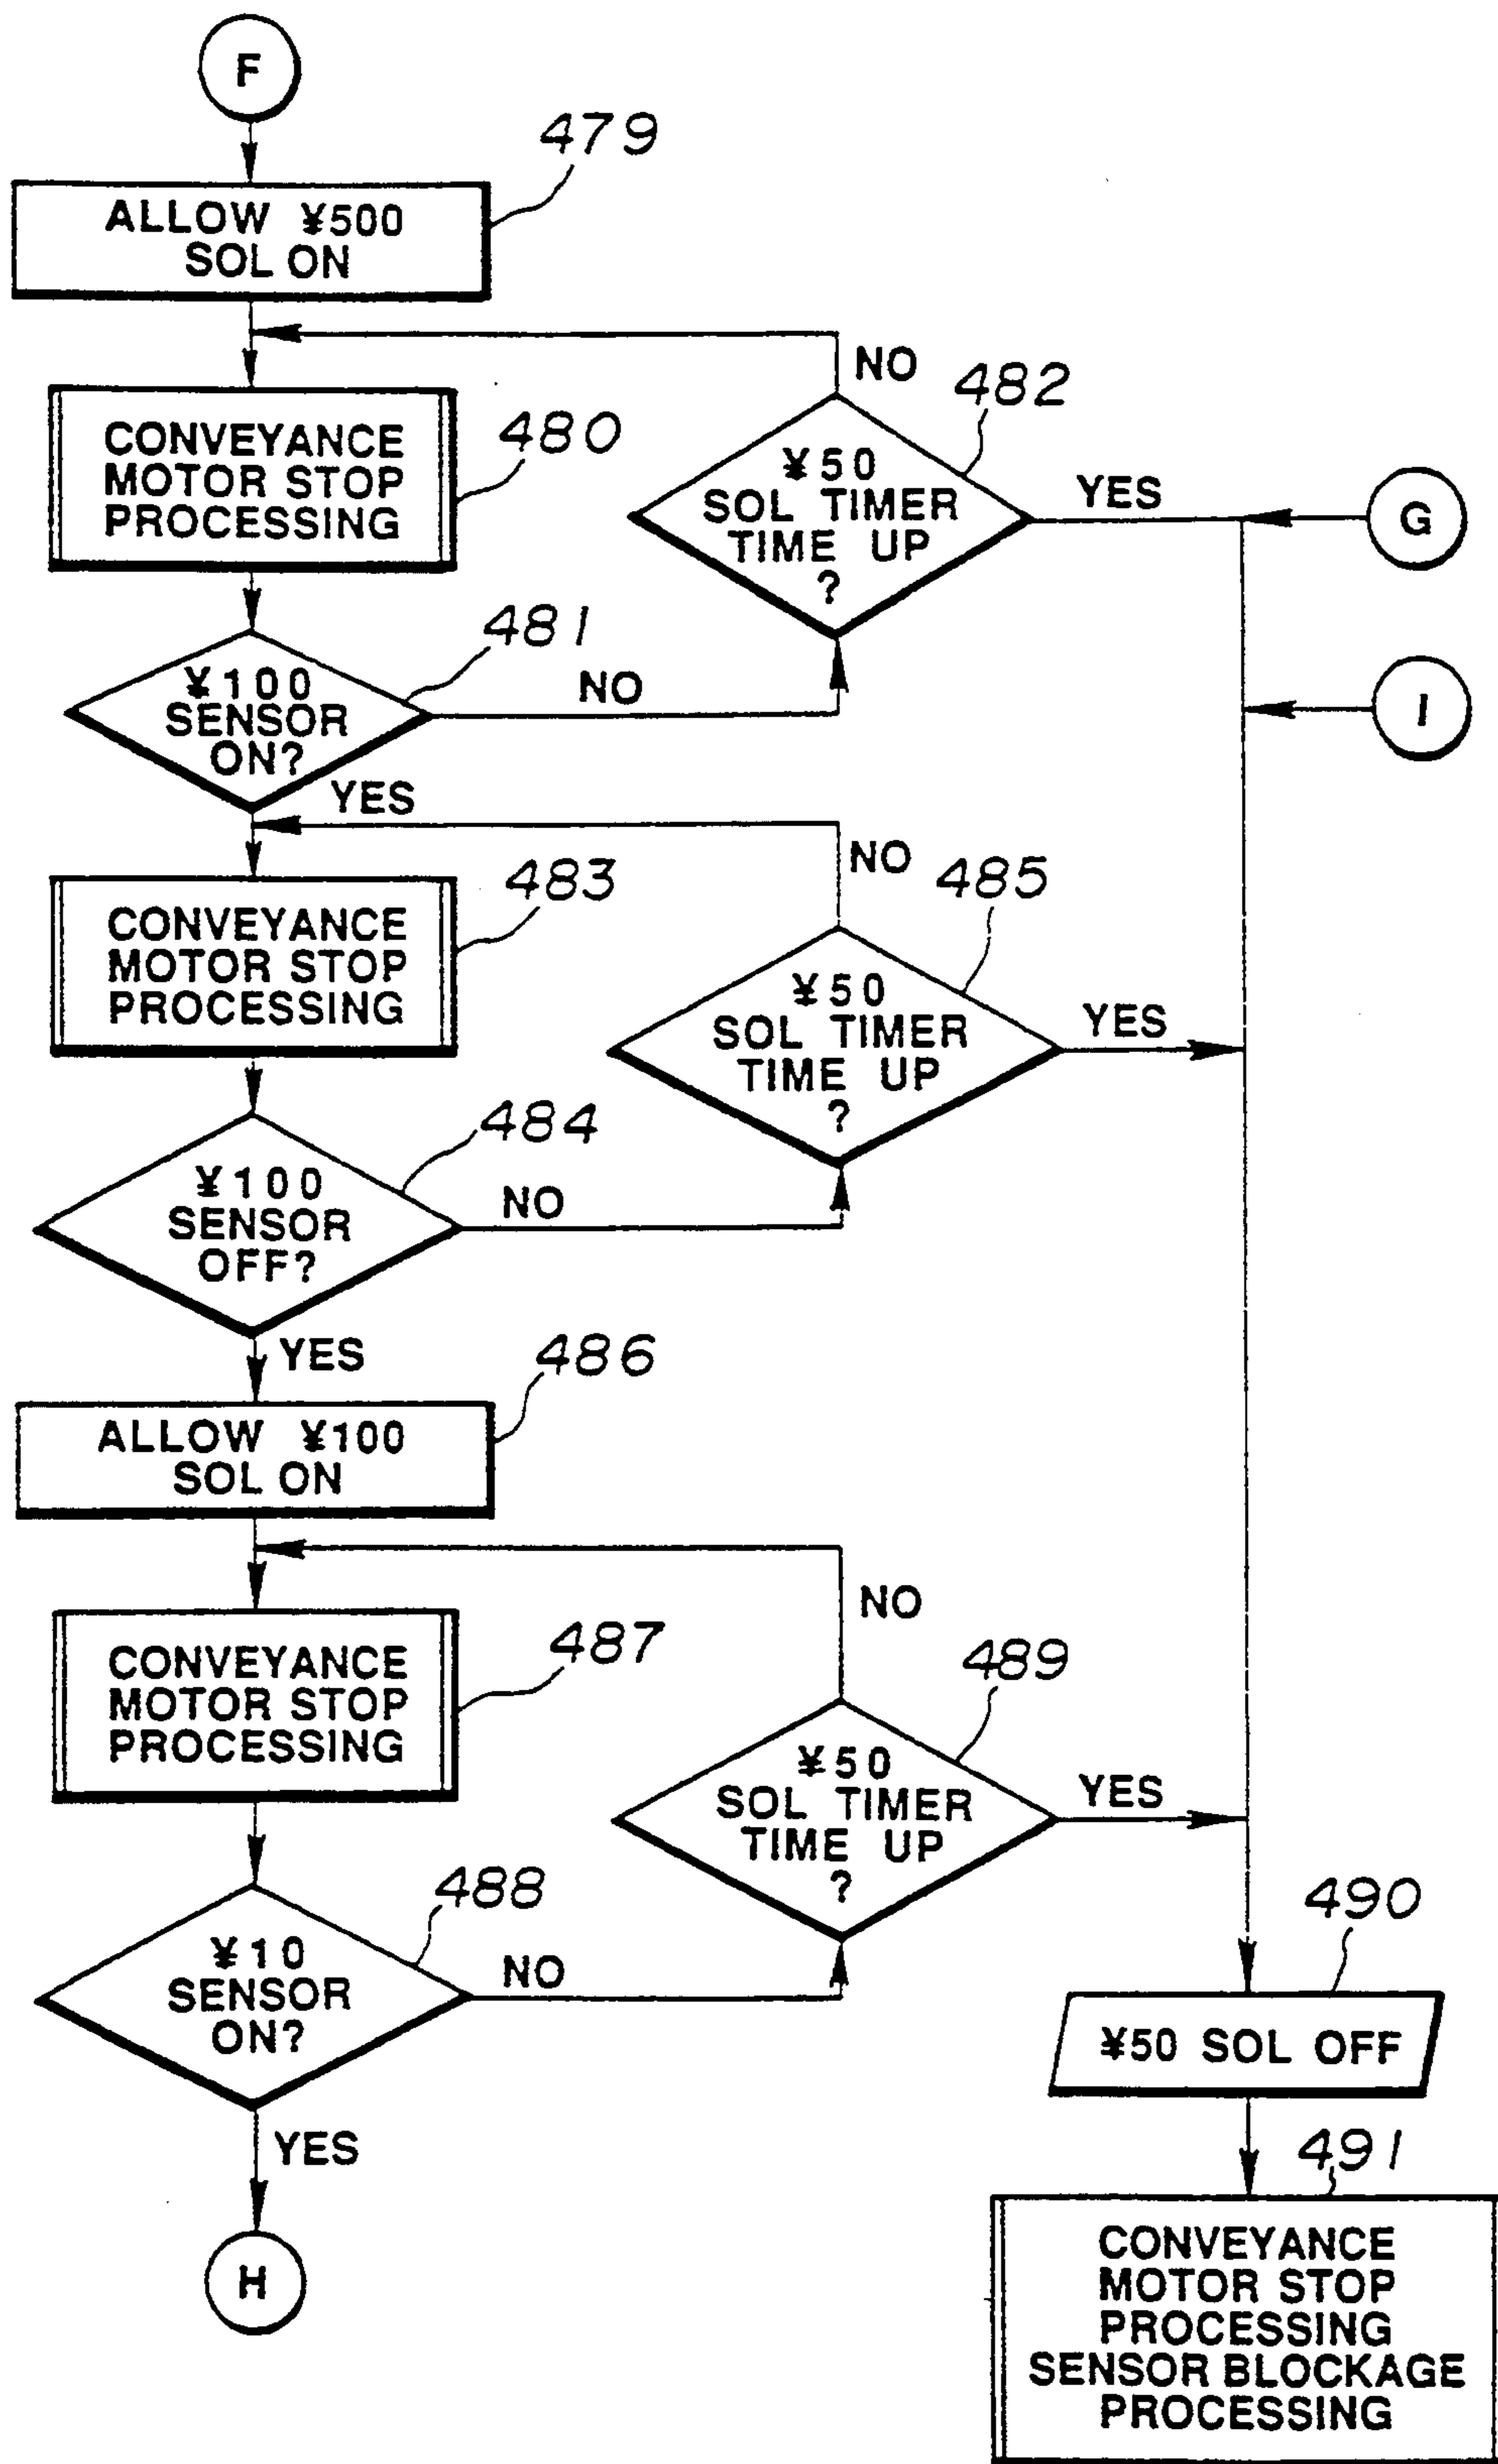 F
479
ALLOW ¥500
SOL ON
NO
482
480
CONVEYANCE
MOTOR STOP
PROCESSING
¥50
SOL TIMER
TIME UP
?
YES
G
481
¥100
SENSOR
ON?
NO
I
YES
NO
485
483
CONVEYANCE
MOTOR STOP
PROCESSING
¥50
SOL TIMER
TIME UP
?
YES
484
¥100
SENSOR
OFF?
NO
YES
486
ALLOW ¥100
SOL ON
NO
487
489
CONVEYANCE
MOTOR STOP
PROCESSING
¥50
SOL TIMER
TIME UP
?
YES
488
¥10
SENSOR
ON?
NO
490
¥50 SOL OFF
YES
491
H
CONVEYANCE
MOTOR STOP
PROCESSING
SENSOR BLOCKAGE
PROCESSING